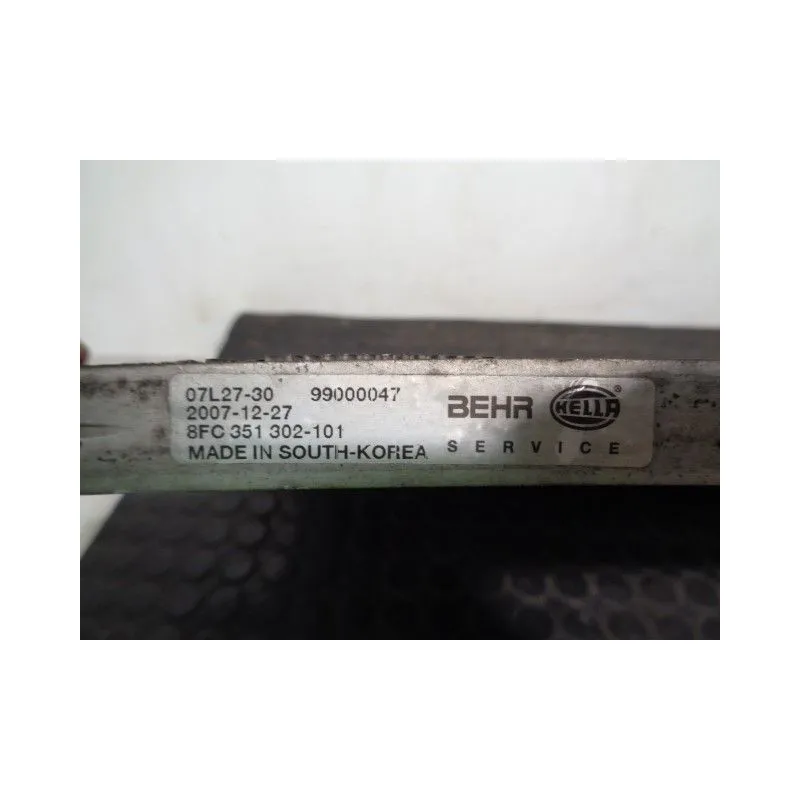 07L27-30 99000047
2007-12-27
8FC 351 302-101
MADE IN SOUTH-KOREA
BEHR HELLA ®
SERVICE